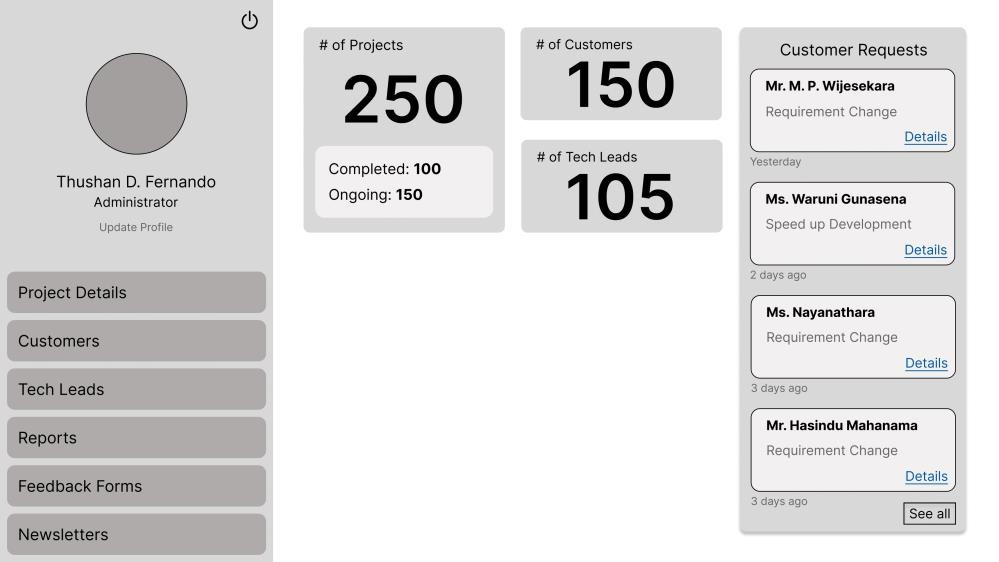 Thushan D. Fernando
Administrator
Update Profile
Project Details
Customers
Tech Leads
Reports
Feedback Forms
Newsletters
# of Projects
250
Completed: 100
Ongoing: 150
# of Customers
150
# of Tech Leads
105
Customer Requests
Mr. M. P. Wijesekara
Requirement Change
Details
Yesterday
Ms. Waruni Gunasena
Speed up Development
Details
2 days ago
Ms. Nayanathara
Requirement Change
Details
3 days ago
Mr. Hasindu Mahanama
Requirement Change
Details
3 days ago
See all